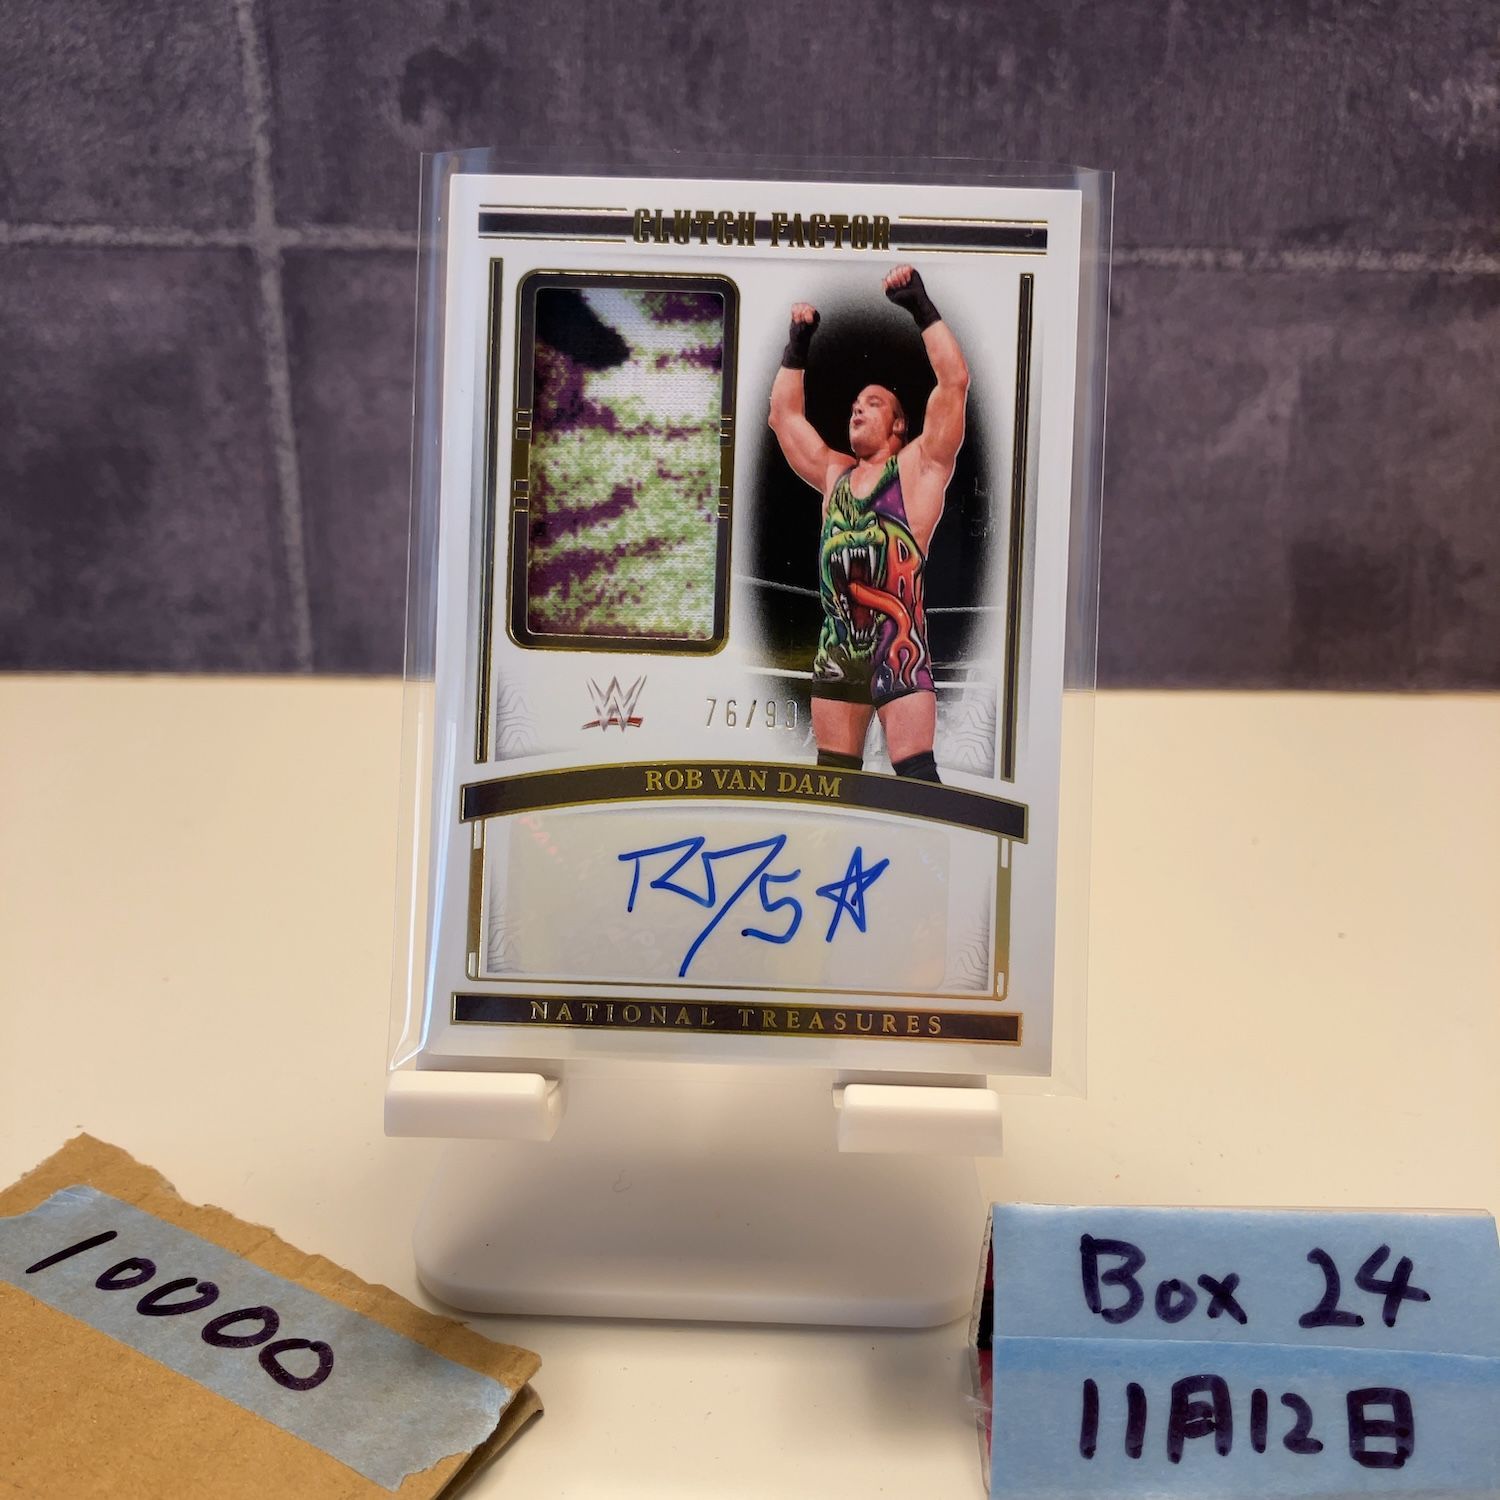 CLUTCH FACTOR
W
76/99
ROB VAN DAM
RVD/5☆
NATIONAL TREASURES
10000
Box 24
11月12日